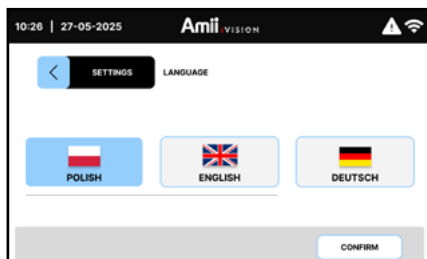 10:26 | 27-05-2025 Amii.VISION
SETTINGS LANGUAGE
POLISH ENGLISH DEUTSCH
CONFIRM